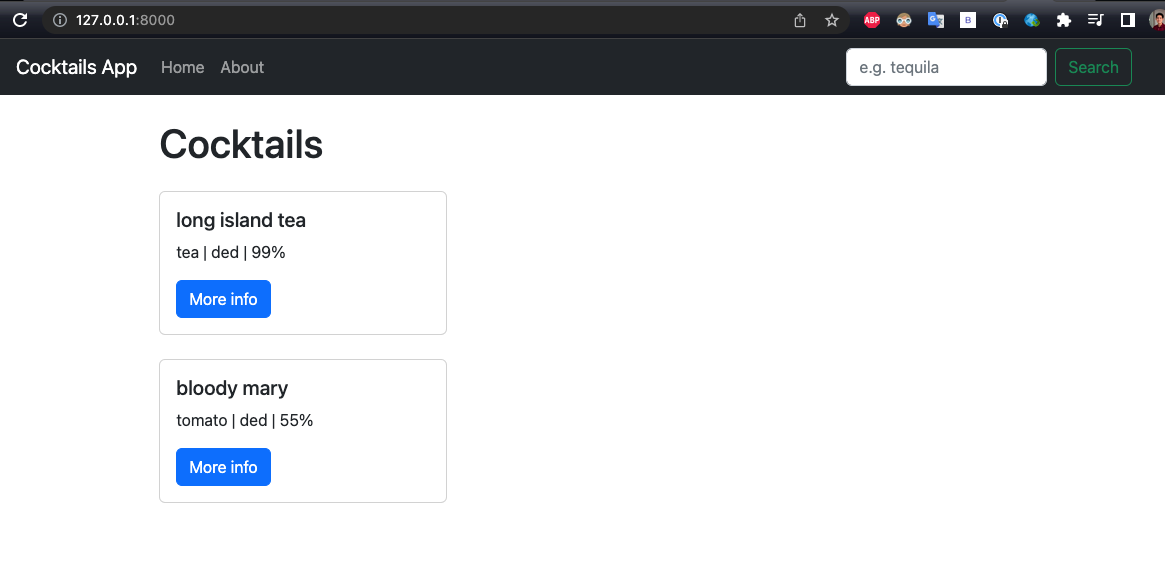 127.0.0.1:8000
ABP
G
B
Cocktails App Home About e.g. tequila Search
Cocktails
long island tea
tea | ded | 99%
More info
bloody mary
tomato | ded | 55%
More info